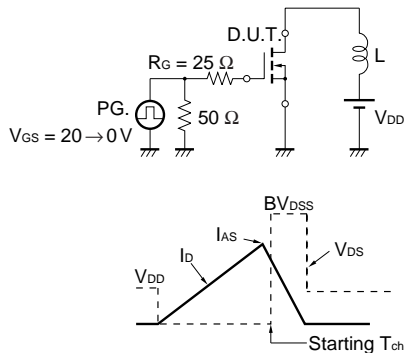 D.U.T.
RG = 25 Ω
L
PG.
50 Ω
VGS = 20 → 0 V
VDD
BVDSS
IAS
ID
VDS
VDD
Starting Tch